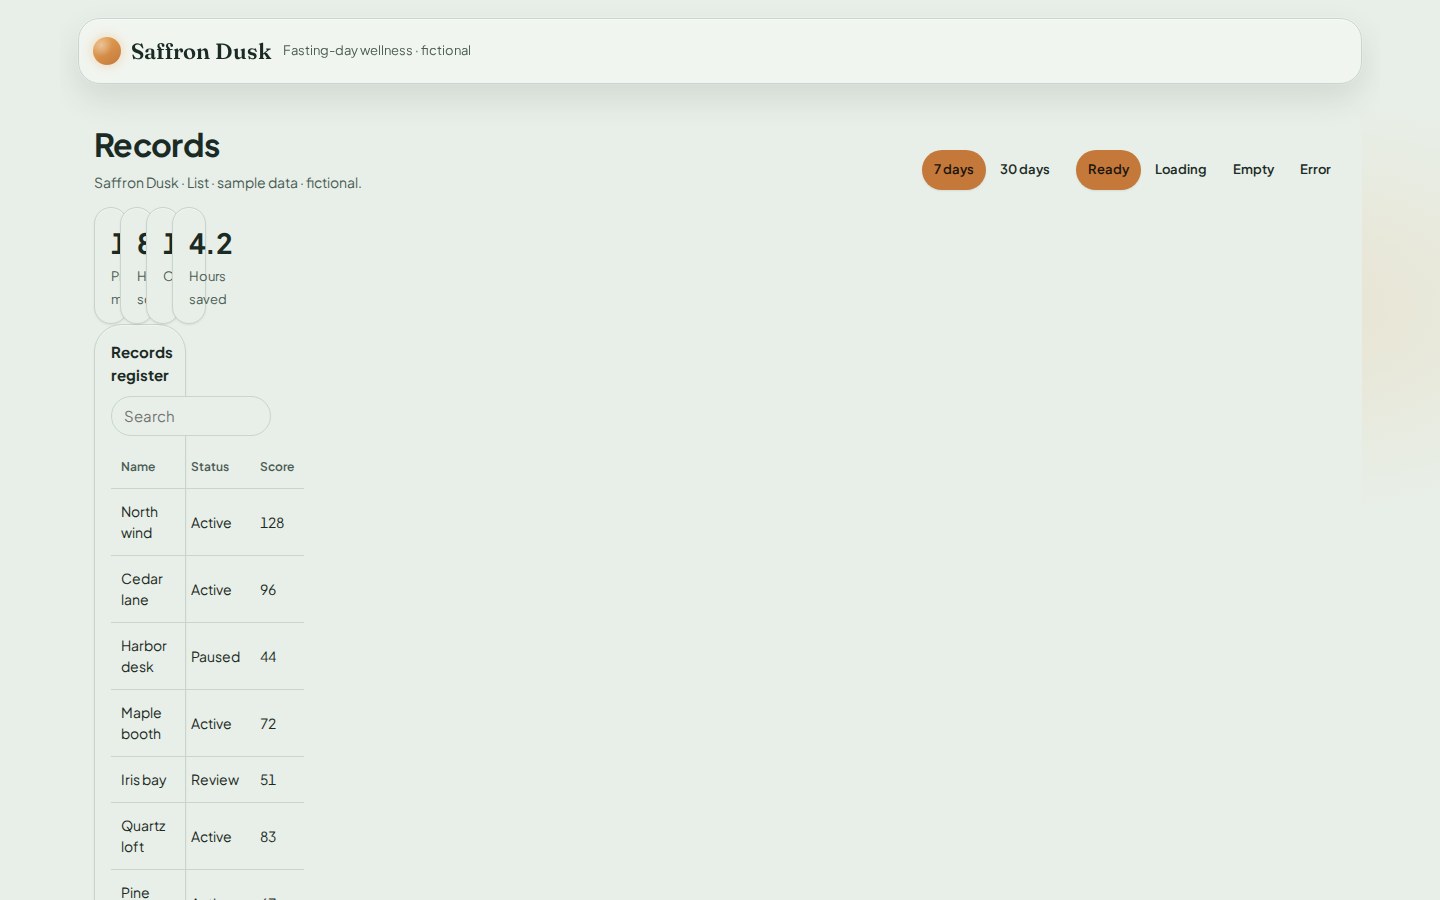 Saffron Dusk Fasting-day wellness · fictional
Records
Saffron Dusk · List · sample data · fictional.
7 days 30 days Ready Loading Empty Error
4.2
Hours
saved
Records
register
Search
Name Status Score
North
wind
Active 128
Cedar
lane
Active 96
Harbor
desk
Paused 44
Maple
booth
Active 72
Iris bay Review 51
Quartz
loft
Active 83
Pine